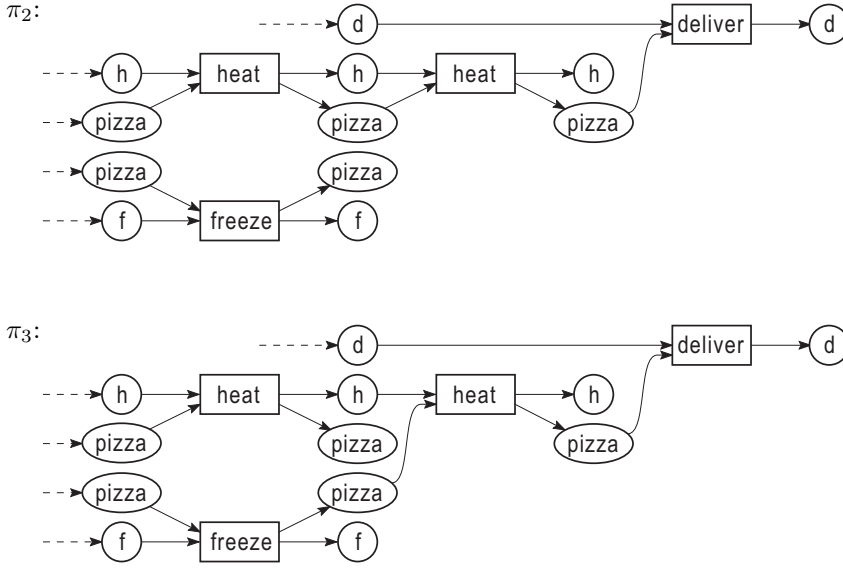 π₂:
d deliver d
h heat h heat h
pizza pizza pizza
pizza pizza
f freeze f
π₃:
d deliver d
h heat h heat h
pizza pizza pizza
pizza pizza
f freeze f